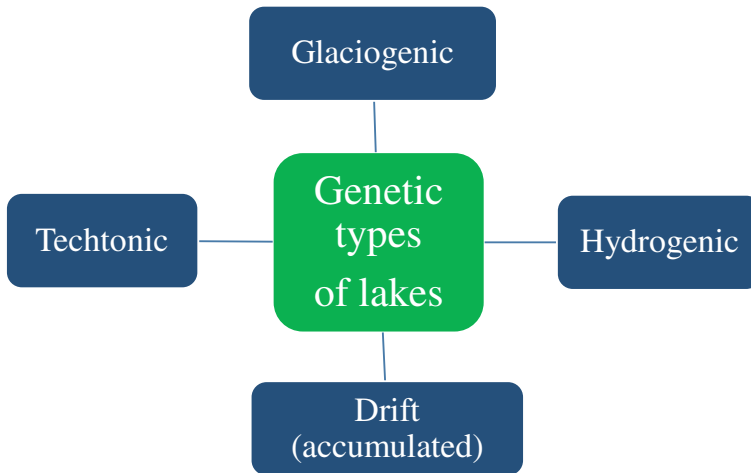 Glaciogenic
Techtonic
Genetic
types
of lakes
Hydrogenic
Drift
(accumulated)